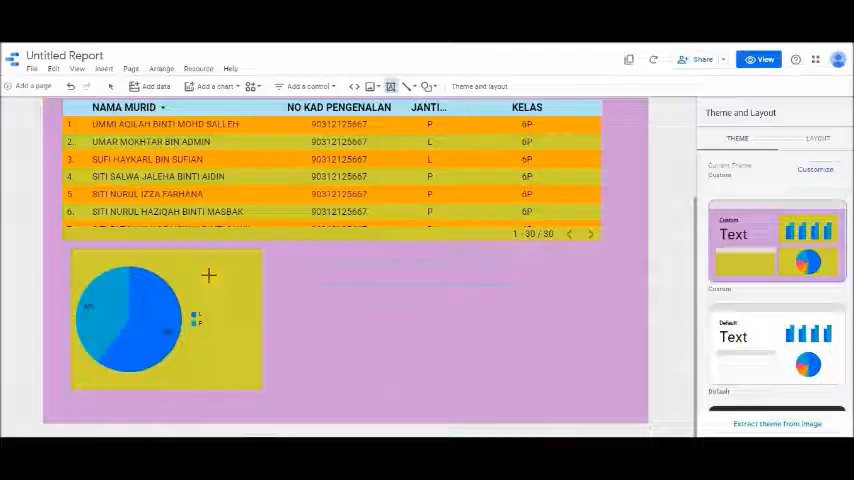 Untitled Report
File Edit View Insert Page Arrange Resource Help
Share View
Add a page Add data Add a chart Add a control Theme and layout
NAMA MURID NO KAD PENGENALAN JANTI... KELAS
1. UMMI AQILAH BINTI MOHD SALLEH 90312125667 P 6P
2. UMAR MOKHTAR BIN ADMIN 90312125667 L 6P
3. SUFI HAYKARL BIN SUFIAN 90312125667 L 6P
4. SITI SALWA JALEHA BINTI AIDIN 90312125667 P 6P
5. SITI NURUL IZZA FARHANA 90312125667 P 6P
6. SITI NURUL HAZIQAH BINTI MASBAK 90312125667 P 6P
1 - 30 / 30
L
P
Theme and Layout
THEME LAYOUT
Current Theme
Custom
Customize
Custom
Text
Custom
Default
Text
Default
Extract theme from image